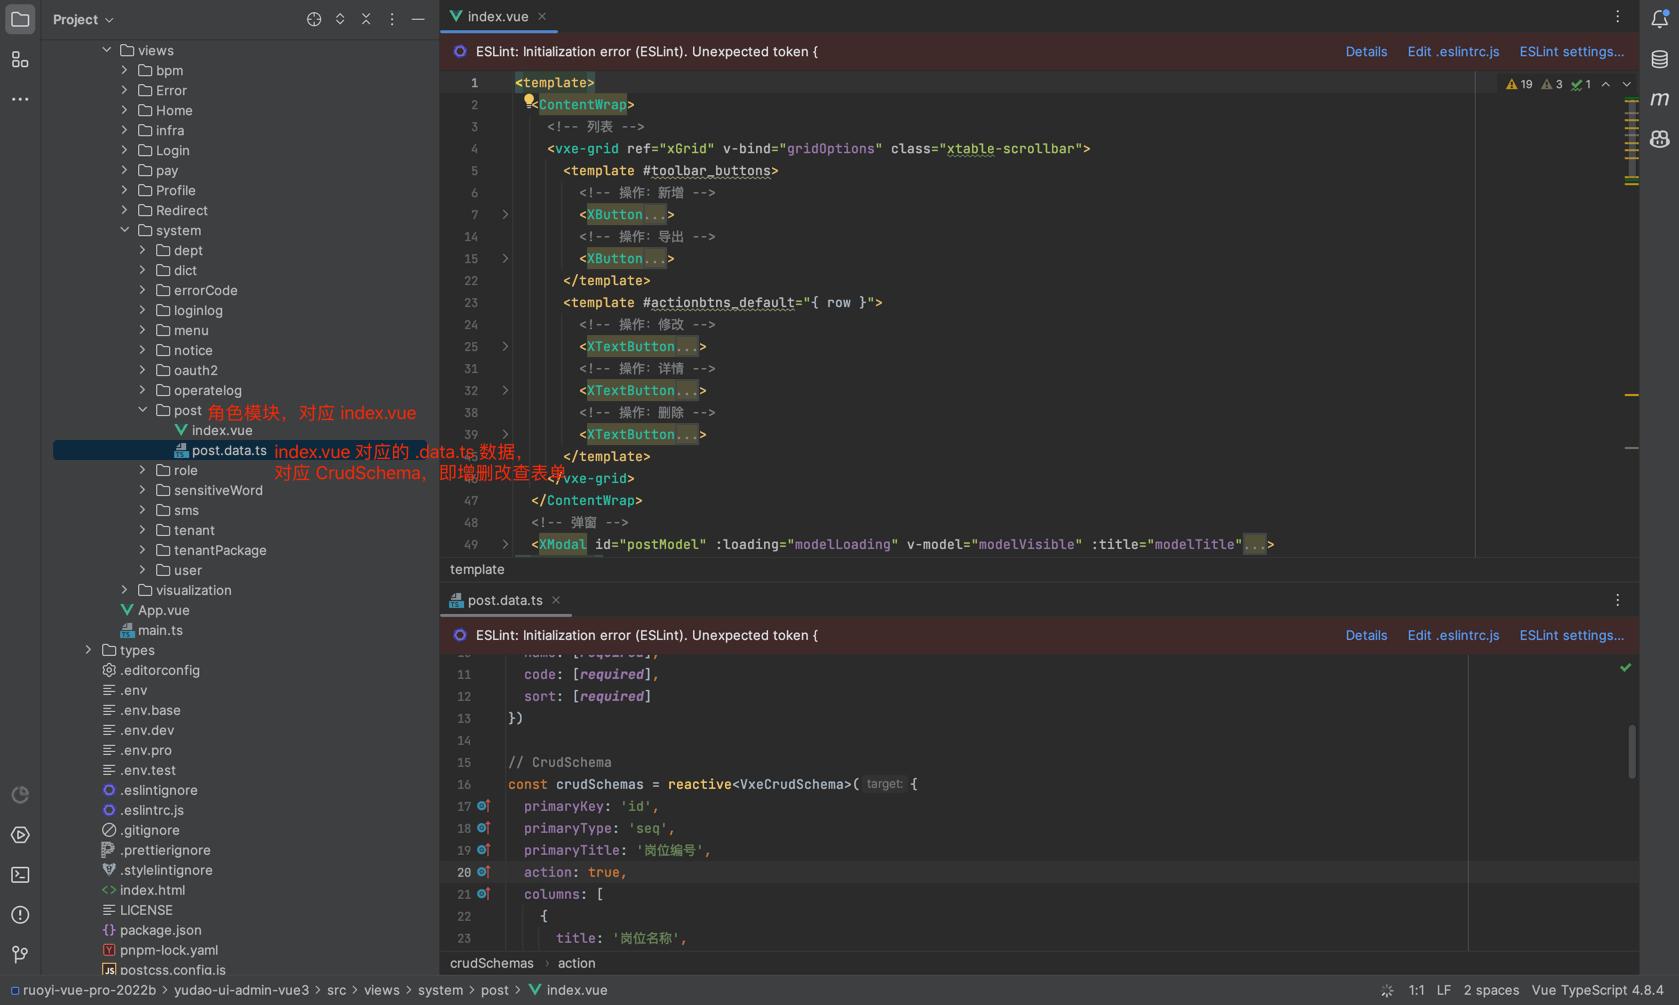 Project
views
bpm
Error
Home
infra
Login
pay
Profile
Redirect
system
dept
dict
errorCode
loginlog
menu
notice
oauth2
operatelog
post 角色模块，对应 index.vue
index.vue
post.data.ts index.vue 对应的 .data.ts 数据，
对应 CrudSchema，即增删改查表单
role
sensitiveWord
sms
tenant
tenantPackage
user
visualization
App.vue
main.ts
types
.editorconfig
.env
.env.base
.env.dev
.env.pro
.env.test
.eslintignore
.eslintrc.js
.gitignore
.prettierignore
.stylelintignore
index.html
LICENSE
package.json
pnpm-lock.yaml
postcss.config.js
index.vue
ESLint: Initialization error (ESLint). Unexpected token { Details Edit .eslintrc.js ESLint settings...
19 3 1
1 <template>
2 <ContentWrap>
3 <!-- 列表 -->
4 <vxe-grid ref="xGrid" v-bind="gridOptions" class="xtable-scrollbar">
5 <template #toolbar_buttons>
6 <!-- 操作：新增 -->
7 <XButton...>
14 <!-- 操作：导出 -->
15 <XButton...>
22 </template>
23 <template #actionbtns_default="{ row }">
24 <!-- 操作：修改 -->
25 <XTextButton...>
31 <!-- 操作：详情 -->
32 <XTextButton...>
38 <!-- 操作：删除 -->
39 <XTextButton...>
</template>
</vxe-grid>
47 </ContentWrap>
48 <!-- 弹窗 -->
49 <XModal id="postModel" :loading="modelLoading" v-model="modelVisible" :title="modelTitle"...>
template
post.data.ts
ESLint: Initialization error (ESLint). Unexpected token { Details Edit .eslintrc.js ESLint settings...
11 code: [required],
12 sort: [required]
13 })
14
15 // CrudSchema
16 const crudSchemas = reactive<VxeCrudSchema>( target: {
17 primaryKey: 'id',
18 primaryType: 'seq',
19 primaryTitle: '岗位编号',
20 action: true,
21 columns: [
22 {
23 title: '岗位名称',
crudSchemas › action
ruoyi-vue-pro-2022b › yudao-ui-admin-vue3 › src › views › system › post › index.vue
1:1 LF 2 spaces Vue TypeScript 4.8.4